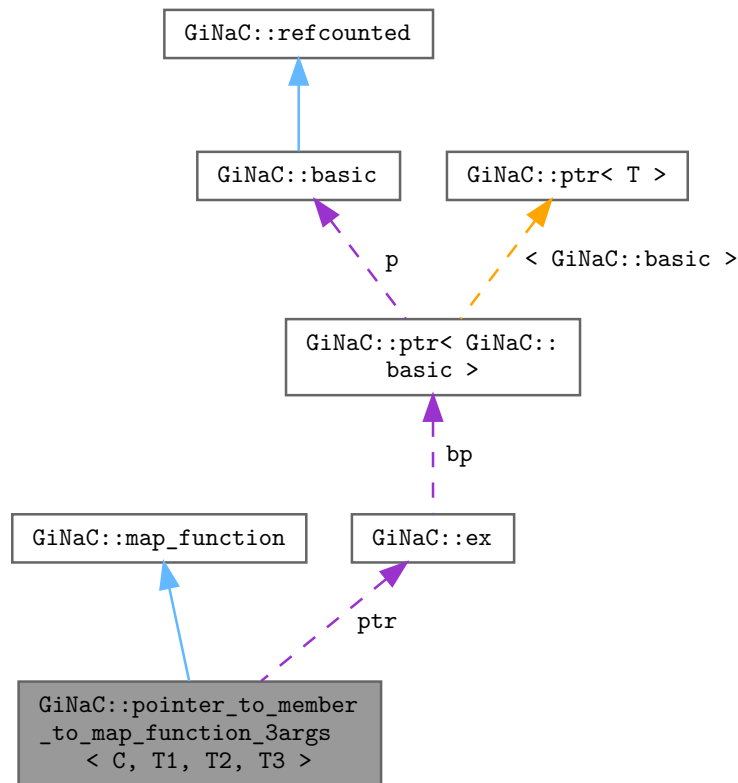 GiNaC::refcounted
GiNaC::basic
GiNaC::ptr< T >
p
< GiNaC::basic >
GiNaC::ptr< GiNaC::
basic >
bp
GiNaC::map_function
GiNaC::ex
ptr
GiNaC::pointer_to_member
_to_map_function_3args
< C, T1, T2, T3 >